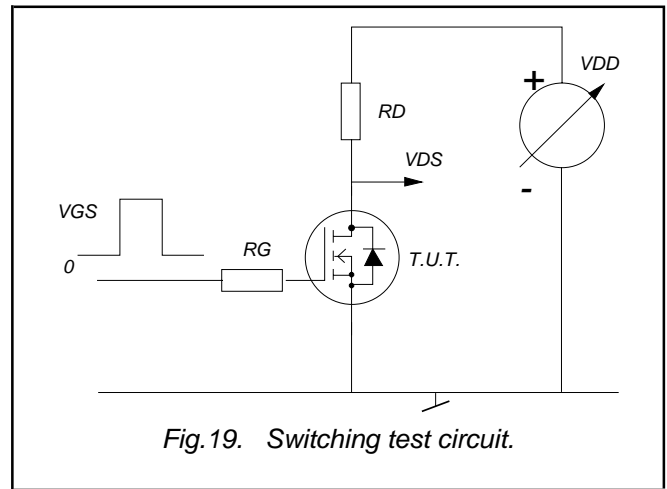 VDD
+
RD
VDS
-
VGS
RG
0
T.U.T.
Fig.19. Switching test circuit.